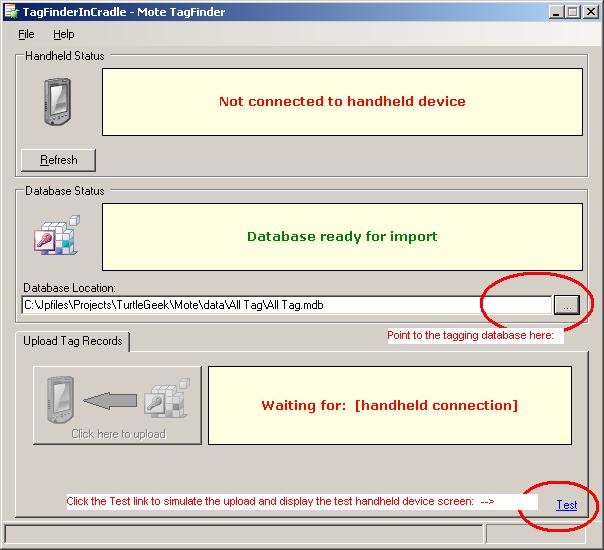 TagFinderInCradle - Mote TagFinder
File Help
Handheld Status
Not connected to handheld device
Refresh
Database Status
Database ready for import
Database Location:
C:\Jpfiles\Projects\TurtleGeek\Mote\data\All Tag\All Tag.mdb
...
Point to the tagging database here:
Upload Tag Records
Waiting for: [handheld connection]
Click here to upload
Click the Test link to simulate the upload and display the test handheld device screen: -->
Test